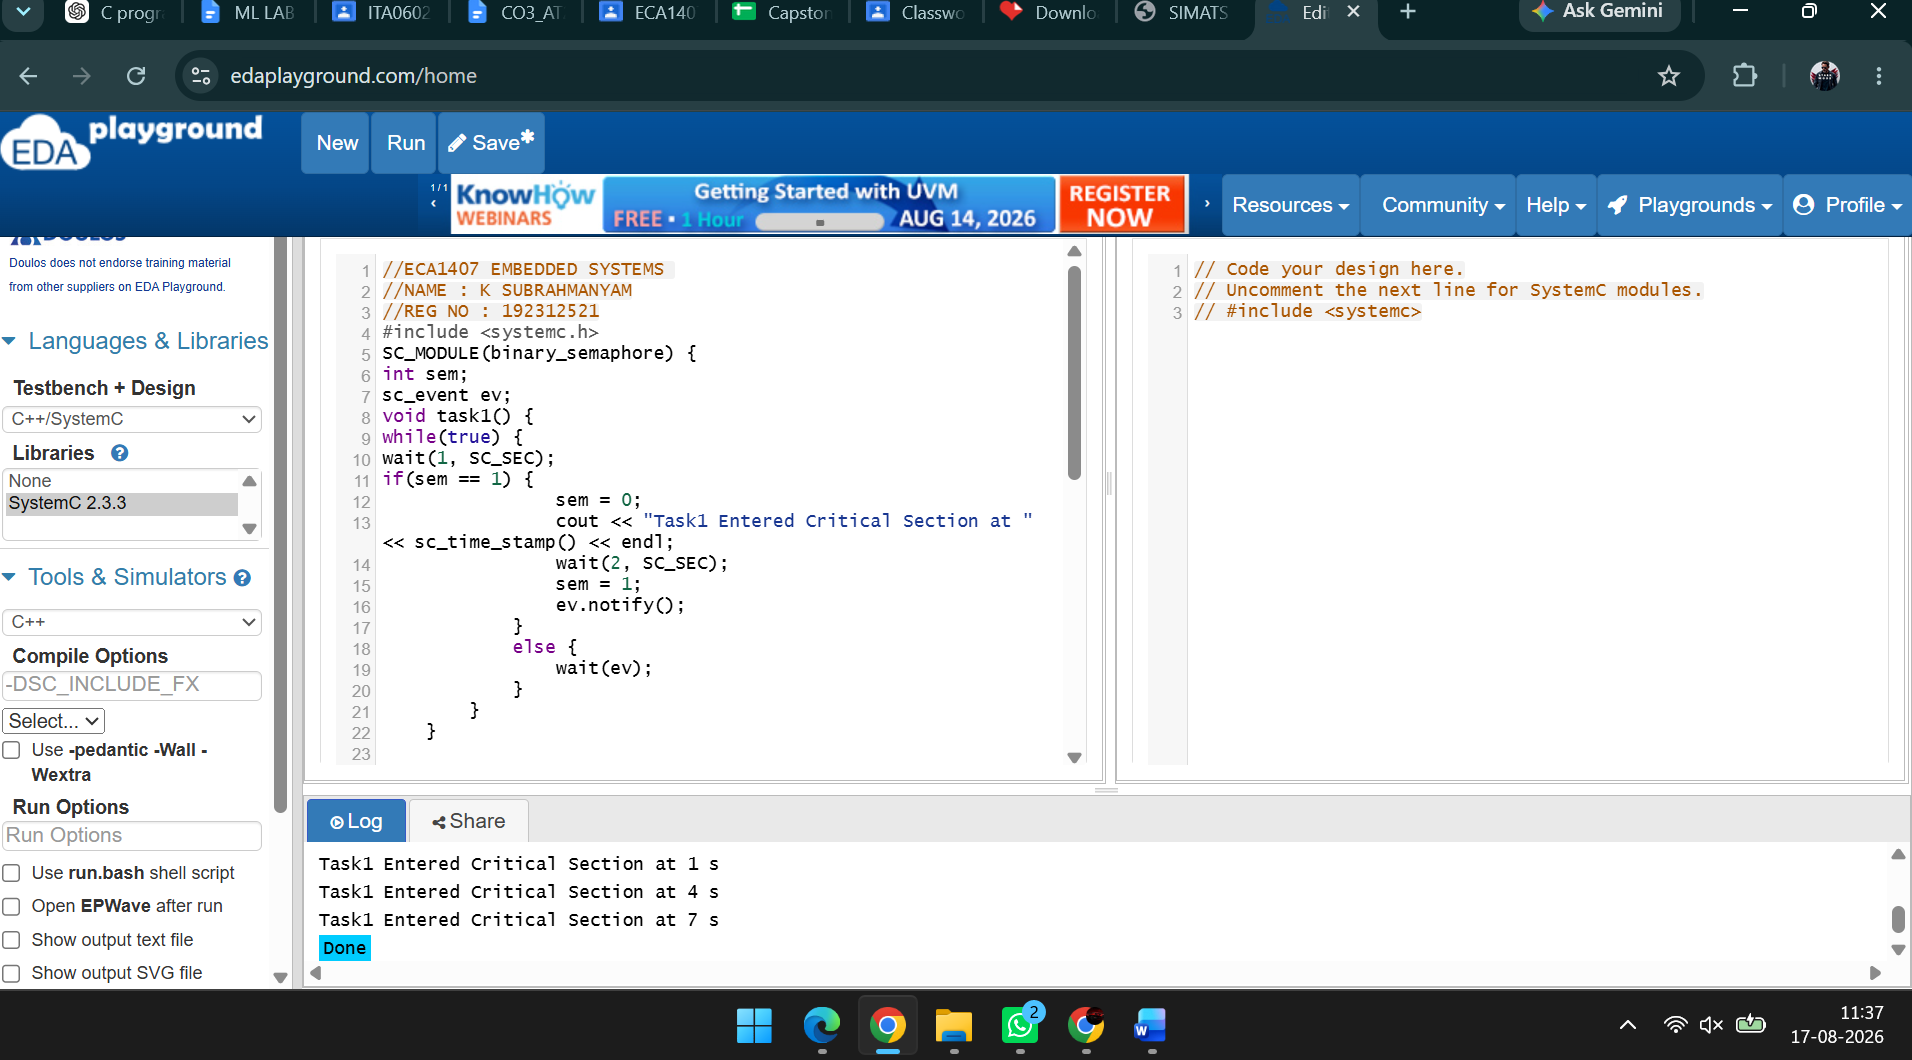 C progr
ML LAB
ITA0602
CO3_AT
ECA140
Capston
Classwo
Downlo
SIMATS
Edi
Ask Gemini
edaplayground.com/home
EDA playground
New
Run
Save*
1/1
KnowHow
WEBINARS
Getting Started with UVM
FREE • 1 Hour
AUG 14, 2026
REGISTER
NOW
Resources
Community
Help
Playgrounds
Profile
DOULOS
Doulos does not endorse training material
from other suppliers on EDA Playground.
Languages & Libraries
Testbench + Design
C++/SystemC
Libraries
None
SystemC 2.3.3
Tools & Simulators
C++
Compile Options
-DSC_INCLUDE_FX
Select...
Use -pedantic -Wall -
Wextra
Run Options
Run Options
Use run.bash shell script
Open EPWave after run
Show output text file
Show output SVG file
1 //ECA1407 EMBEDDED SYSTEMS
2 //NAME : K SUBRAHMANYAM
3 //REG NO : 192312521
4 #include <systemc.h>
5 SC_MODULE(binary_semaphore) {
6 int sem;
7 sc_event ev;
8 void task1() {
9 while(true) {
10 wait(1, SC_SEC);
11 if(sem == 1) {
12 sem = 0;
13 cout << "Task1 Entered Critical Section at "
<< sc_time_stamp() << endl;
14 wait(2, SC_SEC);
15 sem = 1;
16 ev.notify();
17 }
18 else {
19 wait(ev);
20 }
21 }
22 }
23
1 // Code your design here.
2 // Uncomment the next line for SystemC modules.
3 // #include <systemc>
Log
Share
Task1 Entered Critical Section at 1 s
Task1 Entered Critical Section at 4 s
Task1 Entered Critical Section at 7 s
Done
2
W
11:37
17-08-2026